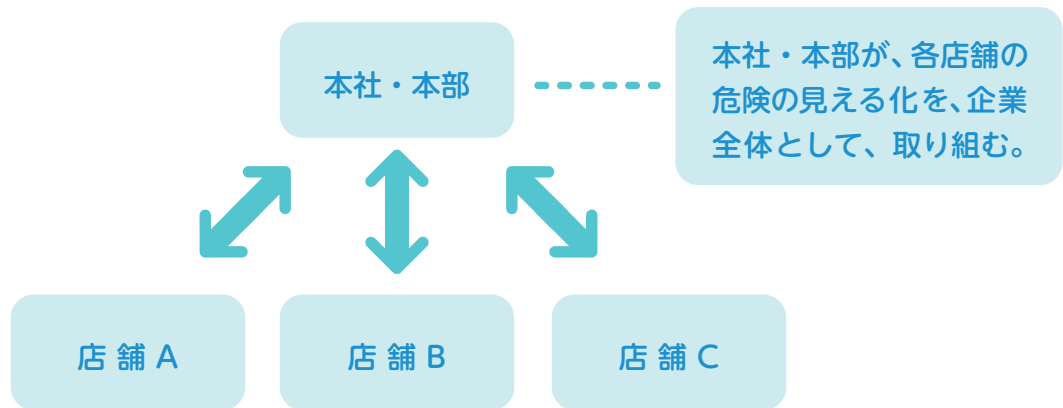 本社・本部
本社・本部が、各店舗の
危険の見える化を、企業
全体として、取り組む。
店舗A
店舗B
店舗C